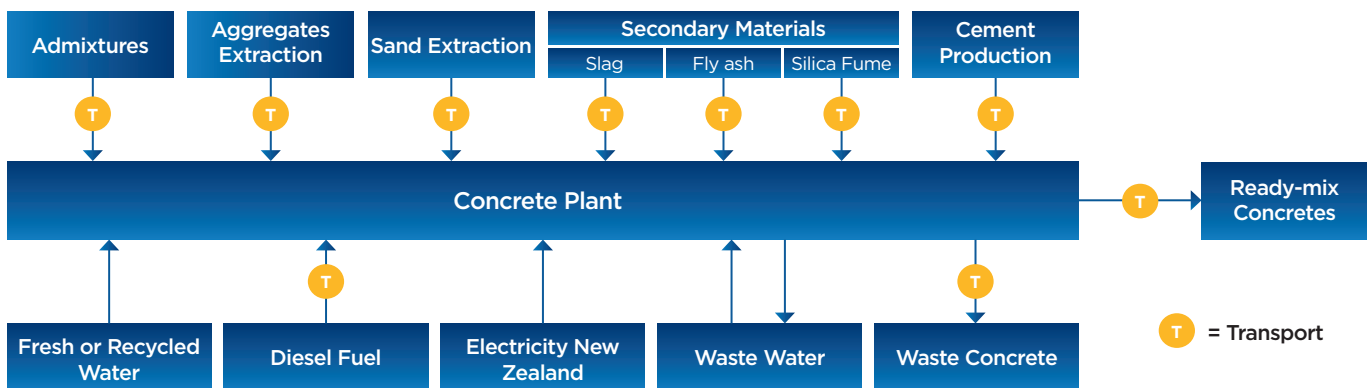 Admixtures
Aggregates
Extraction
Sand Extraction
Secondary Materials
Slag
Fly ash
Silica Fume
Cement
Production
T
T
T
T
T
T
T
Concrete Plant
T
Ready-mix
Concretes
T
T
Fresh or Recycled
Water
Diesel Fuel
Electricity New
Zealand
Waste Water
Waste Concrete
T = Transport